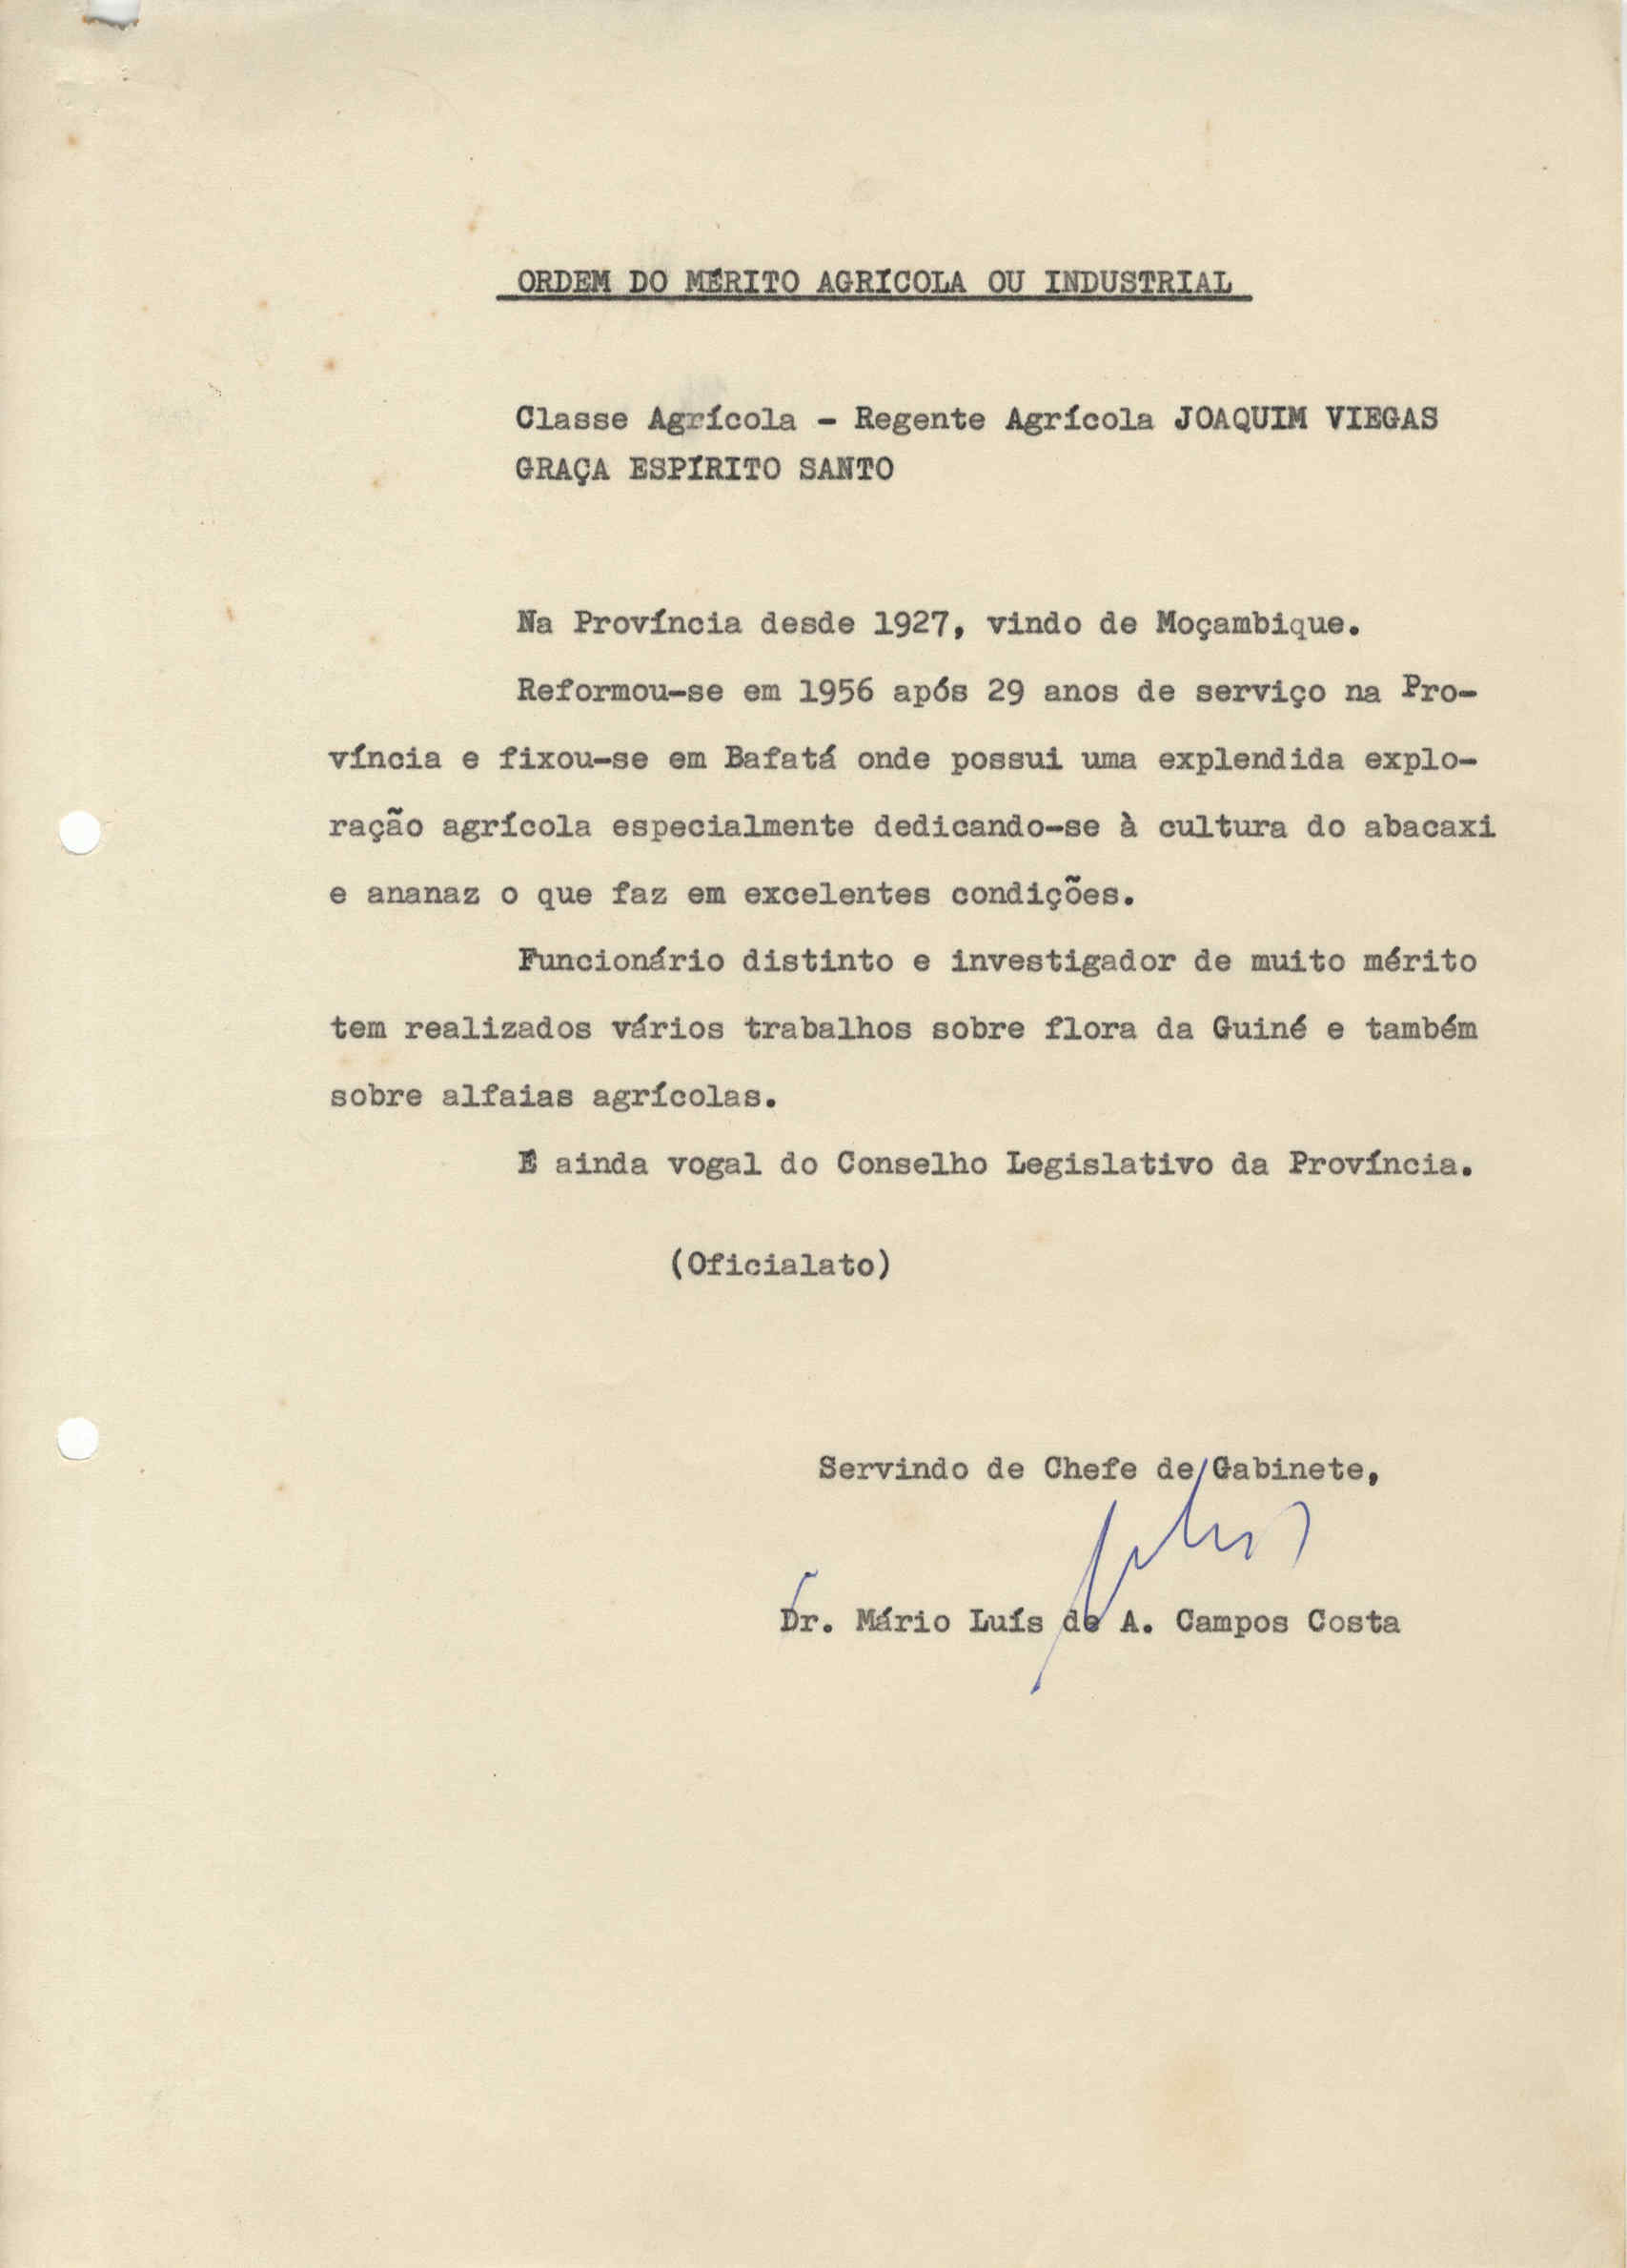 ORDEM DO MÉRITO AGRÍCOLA OU INDUSTRIAL
Classe Agrícola - Regente Agrícola JOAQUIM VIEGAS
GRAÇA ESPÍRITO SANTO
Na Província desde 1927, vindo de Moçambique.
Reformou-se em 1956 após 29 anos de serviço na Pro-
víncia e fixou-se em Bafatá onde possui uma explendida explo-
ração agrícola especialmente dedicando-se à cultura do abacaxi
e ananaz o que faz em excelentes condições.
Funcionário distinto e investigador de muito mérito
tem realizados vários trabalhos sobre flora da Guiné e também
sobre alfaias agrícolas.
É ainda vogal do Conselho Legislativo da Província.
(Oficialato)
Servindo de Chefe de Gabinete,
Dr. Mário Luís de A. Campos Costa